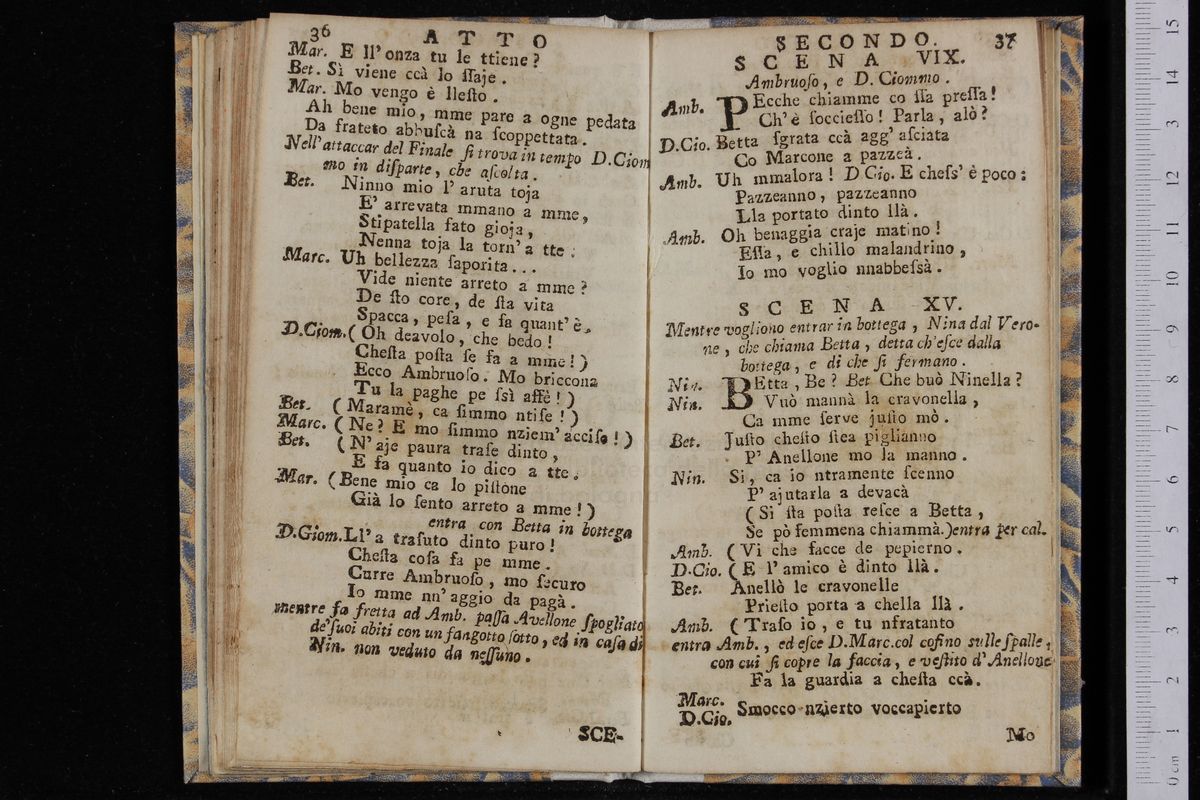 36 ATTO
Mar. E ll' onza tu le ttiene?
Bet. Sì viene ccà lo ſſaje.
Mar. Mo vengo è lleſto.
Ah bene mio, mme pare a ogne pedata
Da frateto abbuſcà na ſcoppettata.
Nell'attaccar del Finale ſi trova in tempo D.Ciom
mo in diſparte, che aſcolta.
Bet. Ninno mio l' aruta toja
E' arrevata mmano a mme,
Stipatella fato gioja,
Nenna toja la torn' a tte:
Marc. Uh bellezza ſaporita...
Vide niente arreto a mme?
De ſto core, de ſta vita
Spacca, peſa, e fa quant' è.
D.Ciom. ( Oh deavolo, che bedo!
Cheſta poſta ſe fa a mme!)
Ecco Ambruoſo. Mo briccona
Tu la paghe pe ſsì affè!)
Bet. ( Maramè, ca ſimmo ntiſe!)
Marc. ( Ne? E mo ſimmo nziem' acciſe!)
Bet. ( N' aje paura traſe dinto,
E fa quanto io dico a tte.
Mar. (Bene mio ca lo piſtone
Già lo ſento arreto a mme!)
entra con Betta in bottega
D.Giom. Ll' a traſuto dinto puro!
Cheſta coſa fa pe mme.
Curre Ambruoſo, mo ſecuro
Io mme nn' aggio da pagà.
mentre fa fretta ad Amb. paſſa Avellone ſpogliato
de' ſuoi abiti con un fangotto ſotto, ed in caſa di
Nin. non veduto da neſſuno.
SCE-
SECONDO. 37
SCENA VIX.
Ambruoſo, e D. Ciommo.
Amb. PEcche chiamme co ſſa preſſa!
Ch' è ſoccieſſo! Parla, alò?
D.Cio. Betta ſgrata ccà agg' aſciata
Co Marcone a pazzeà.
Amb. Uh mmalora! D Cio. E cheſs' è poco:
Pazzeanno, pazzeanno
Lla portato dinto llà.
Amb. Oh benaggia craje matino!
Eſſa, e chillo malandrino,
Io mo voglio nnabbeſsà.
SCENA XV.
Mentre vogliono entrar in bottega, Nina dal Vero-
ne, che chiama Betta, detta ch'eſce dalla
bottega, e di che ſi fermano.
Nin. BEtta, Be? Bet Che buò Ninella?
Nin. Vuò mannà la cravonella,
Ca mme ſerve juſto mò.
Bet. Juſto cheſto ſtea piglianno
P' Anellone mo la manno.
Nin. Si, ca io ntramente ſcenno
P' ajutarla a devacà
( Si ſta poſta reſce a Betta,
Se pò femmena chiammà.)entra per cal.
Amb. ( Vi che facce de pepierno.
D.Cio. ( E l' amico è dinto llà.
Bet. Anellò le cravonelle
Prieſto porta a chella llà.
Amb. ( Traſo io, e tu nfratanto
entra Amb., ed eſce D.Marc.col coſino sulle ſpalle,
con cui ſi copre la faccia, e veſtito d' Anellone
Fa la guardia a cheſta ccà.
Marc.
D.Cio. Smocco nzierto voccapierto
Mo